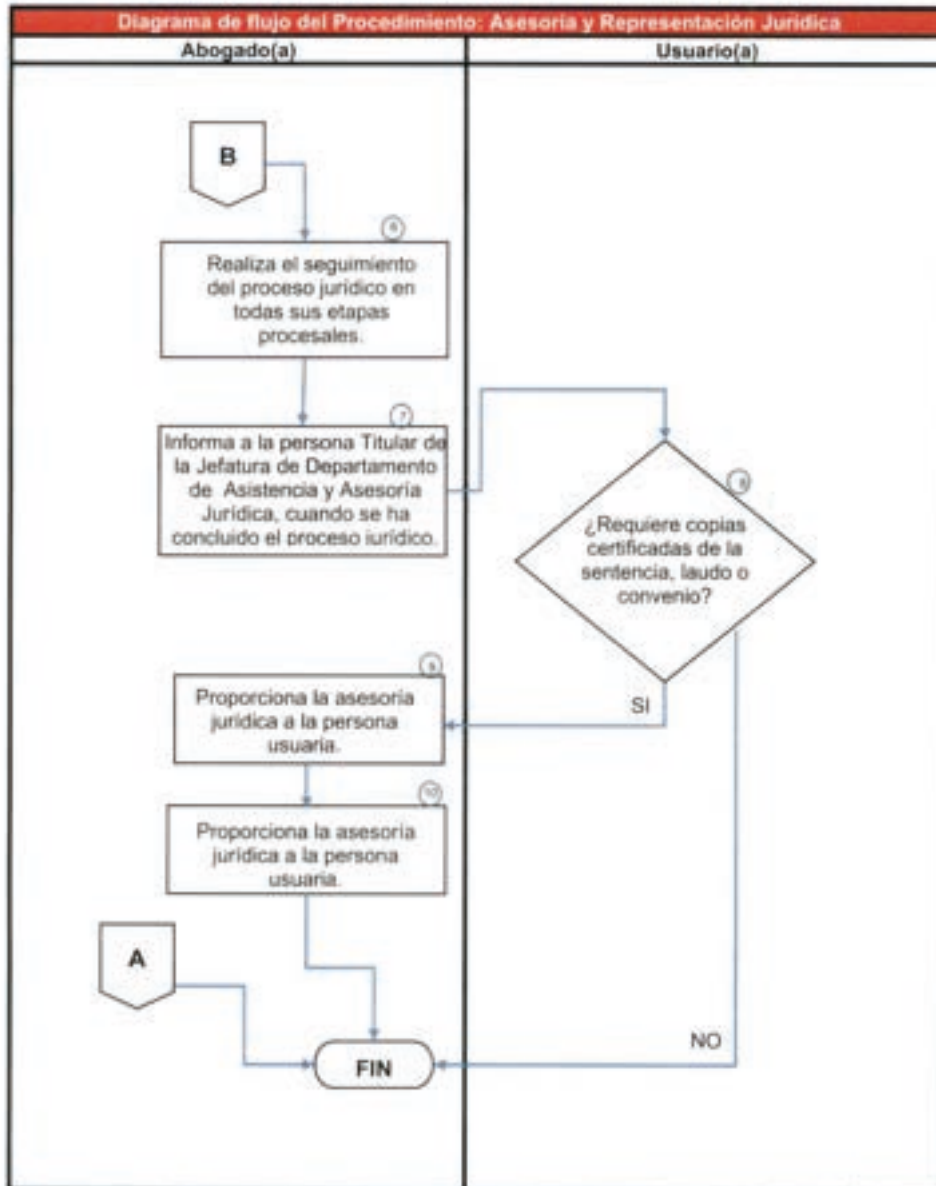 Diagrama de flujo del Procedimiento: Asesoría y Representación Jurídica
Abogado(a)
Usuario(a)
B
6
Realiza el seguimiento
del proceso jurídico en
todas sus etapas
procesales.
7
Informa a la persona Titular de
la Jefatura de Departamento
de Asistencia y Asesoría
Jurídica, cuando se ha
concluido el proceso jurídico.
8
¿Requiere copias
certificadas de la
sentencia, laudo o
convenio?
SI
9
Proporciona la asesoría
jurídica a la persona
usuaria.
10
Proporciona la asesoría
jurídica a la persona
usuaria.
A
NO
FIN